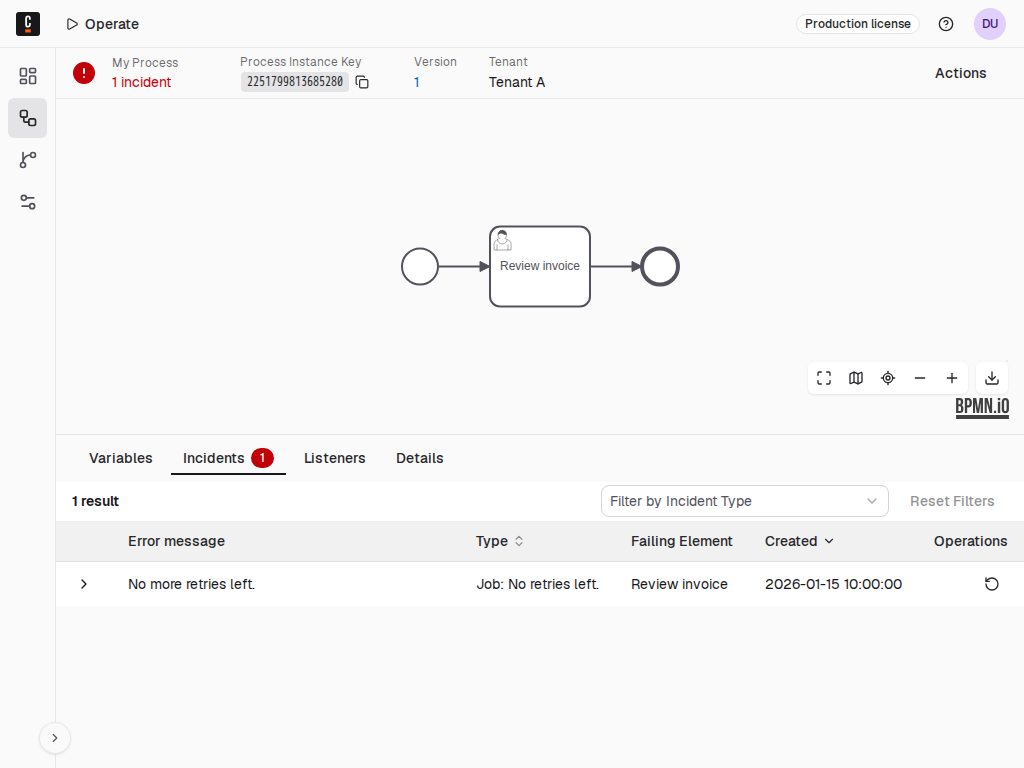 C
Operate
Production license
DU
My Process
1 incident
Process Instance Key
2251799813685280
Version
1
Tenant
Tenant A
Actions
Review invoice
BPMN.iO
Variables
Incidents 1
Listeners
Details
1 result
Filter by Incident Type
Reset Filters
Error message
Type
Failing Element
Created
Operations
No more retries left.
Job: No retries left.
Review invoice
2026-01-15 10:00:00